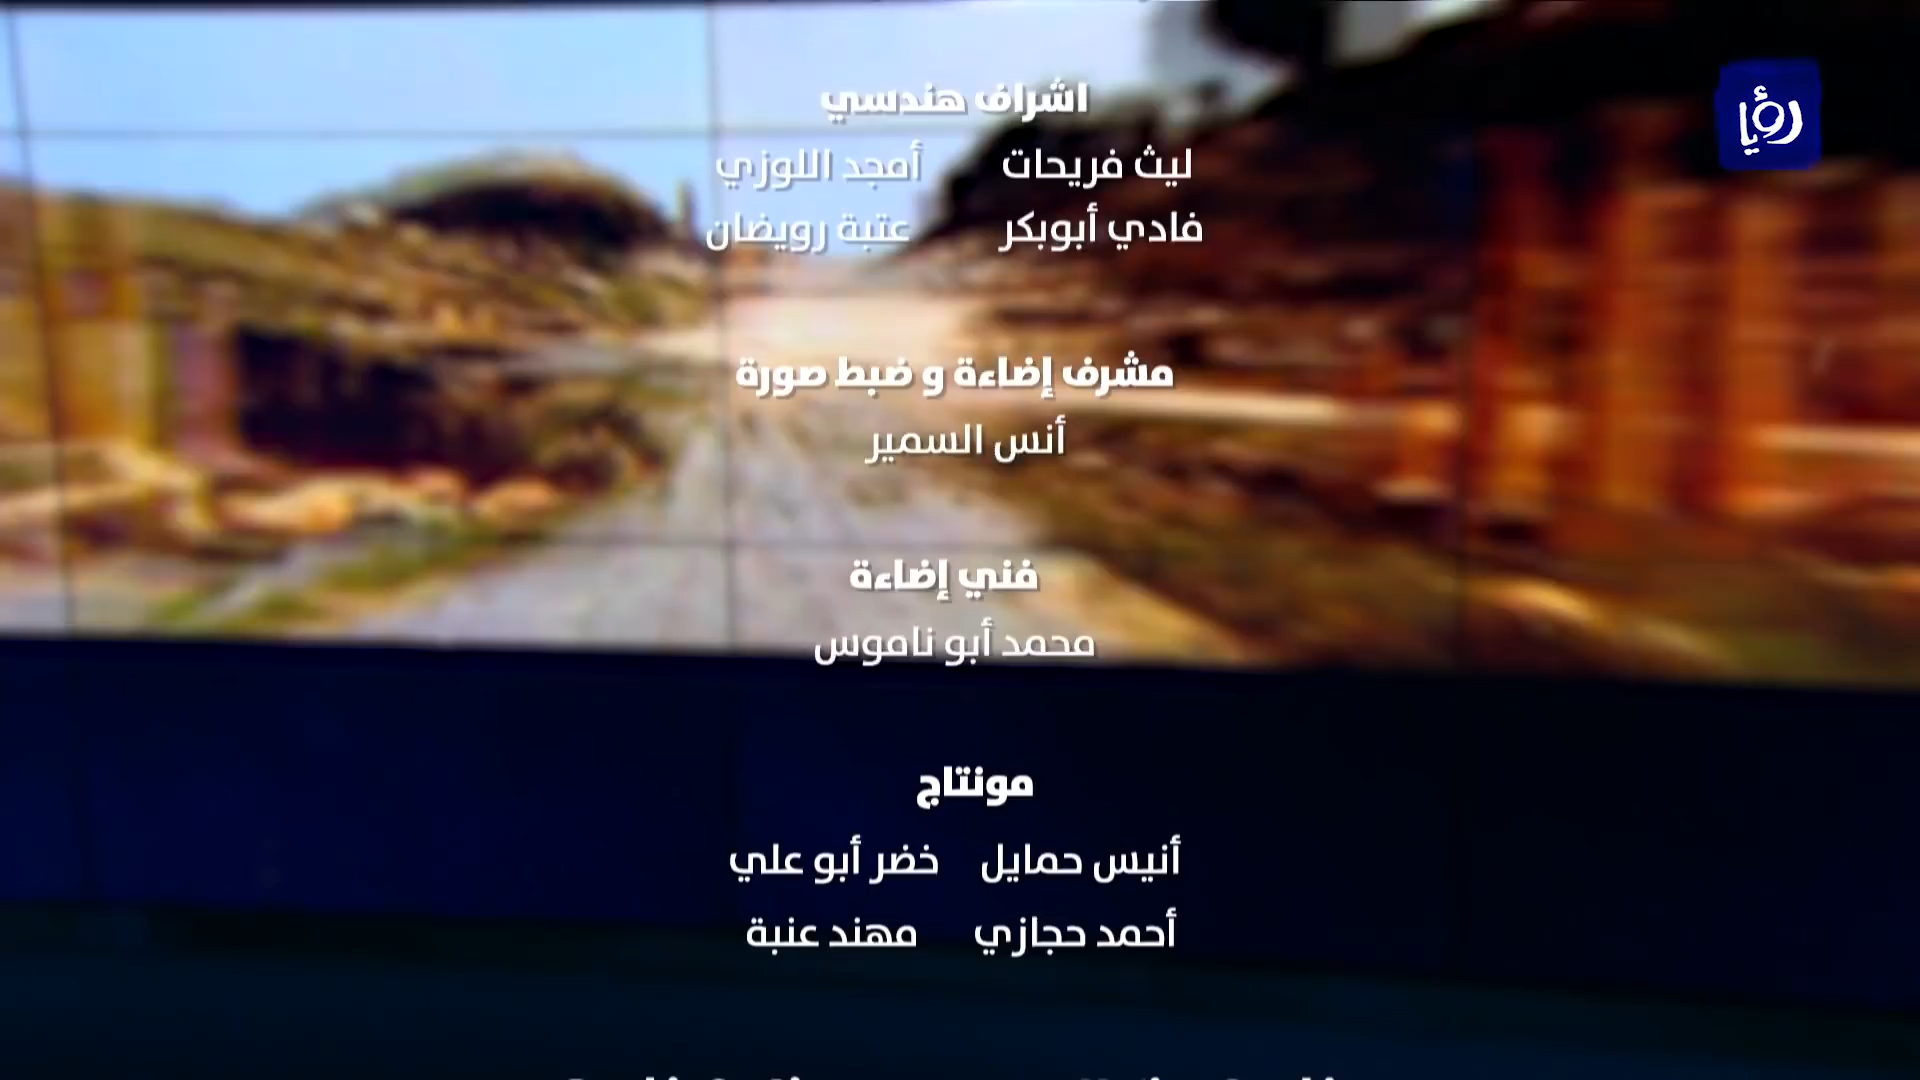 رؤيا
اشراف هندسي
ليث فريحات أمجد اللوزي
فادي أبوبكر عتبة رويضان
مشرف إضاءة و ضبط صورة
أنس السمير
فني إضاءة
محمد أبو ناموس
مونتاج
أنيس حمايل خضر أبو علي
أحمد حجازي مهند عنبة